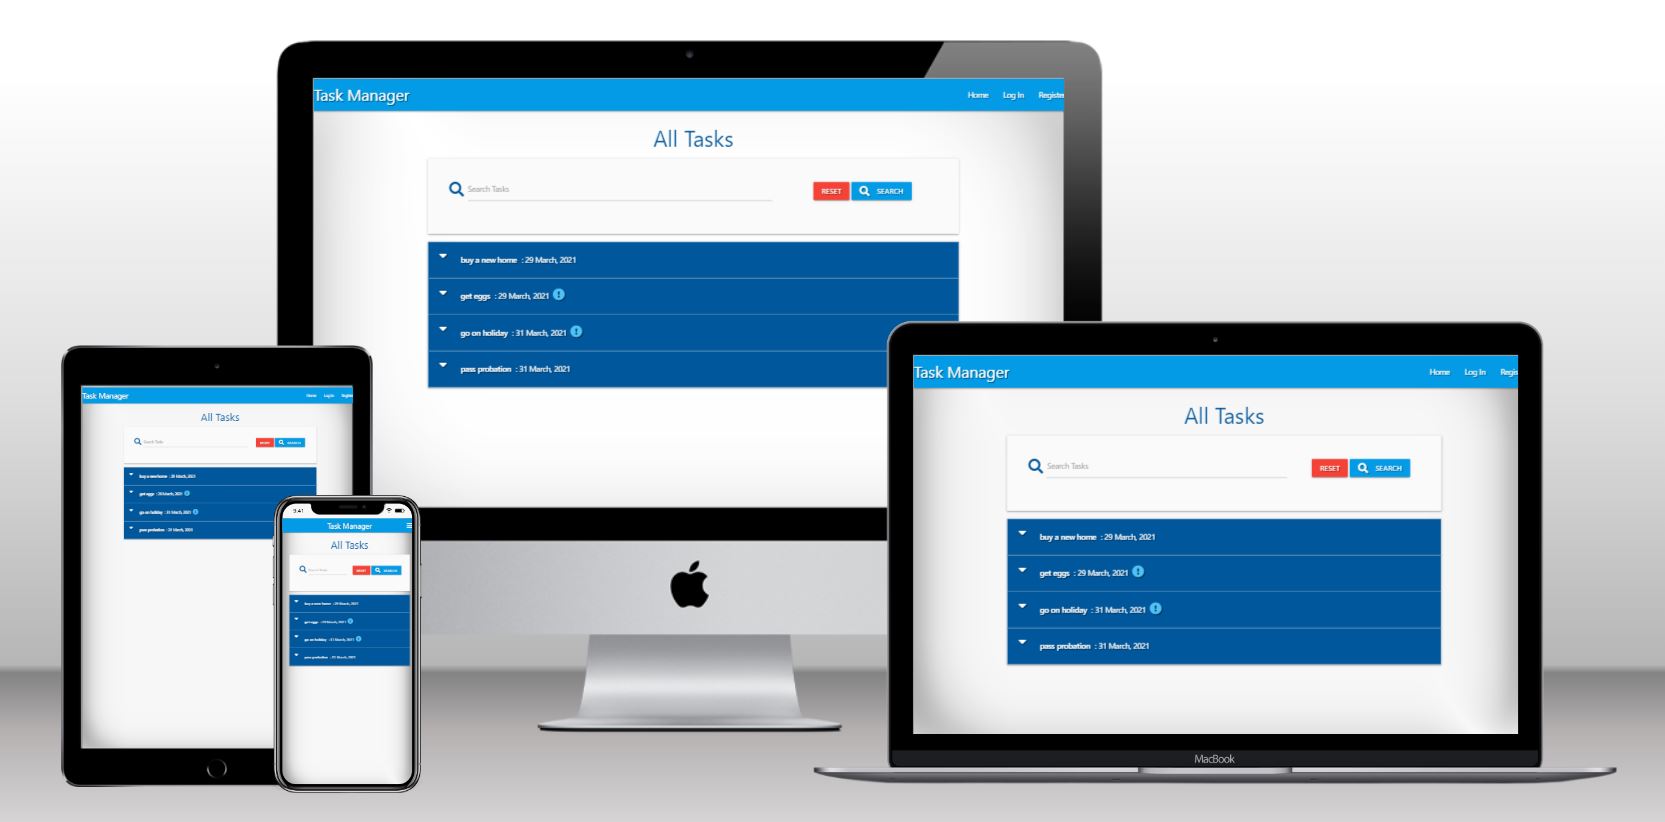 Task Manager
Home Log In Registe
All Tasks
Search Tasks
RESET SEARCH
buy a new home : 29 March, 2021
get eggs : 29 March, 2021
go on holiday : 31 March, 2021
pass probation : 31 March, 2021
Task Manager
Home Log In Regis
All Tasks
Search Tasks
RESET SEARCH
buy a new home : 29 March, 2021
get eggs : 29 March, 2021
go on holiday : 31 March, 2021
pass probation : 31 March, 2021
MacBook
Task Manager
Home Log In Register
All Tasks
Search Tasks
RESET SEARCH
buy a new home : 29 March, 2021
get eggs : 29 March, 2021
go on holiday : 31 March, 2021
pass probation : 31 March, 2021
9:41
Task Manager
All Tasks
Search Tasks
RESET SEARCH
buy a new home : 29 March, 2021
get eggs : 29 March, 2021
go on holiday : 31 March, 2021
pass probation : 31 March, 2021